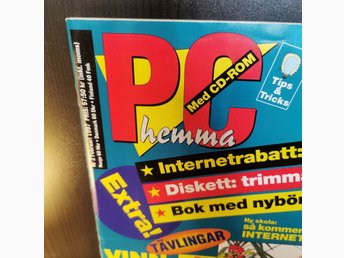 PC
hemma
Med CD-ROM
Tips
&
Tricks
Internetrabatt:
Diskett: trimma
Bok med nybör
Extra!
Ny skola:
så kommer
INTERNET
TÄVLINGAR
VINN